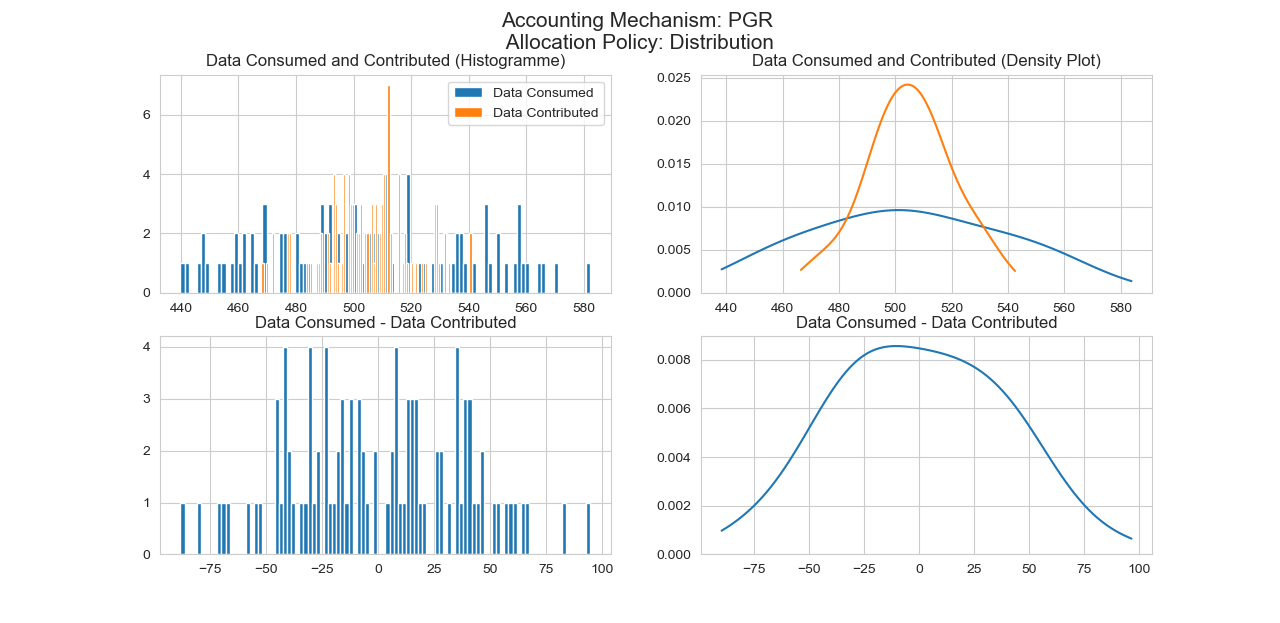 Accounting Mechanism: PGR
Allocation Policy: Distribution
Data Consumed and Contributed (Histogramme)
Data Consumed
Data Contributed
6
4
2
0
440 460 480 500 520 540 560 580
Data Consumed and Contributed (Density Plot)
0.025
0.020
0.015
0.010
0.005
0.000
440 460 480 500 520 540 560 580
Data Consumed - Data Contributed
4
3
2
1
0
−75 −50 −25 0 25 50 75 100
Data Consumed - Data Contributed
0.008
0.006
0.004
0.002
0.000
−75 −50 −25 0 25 50 75 100